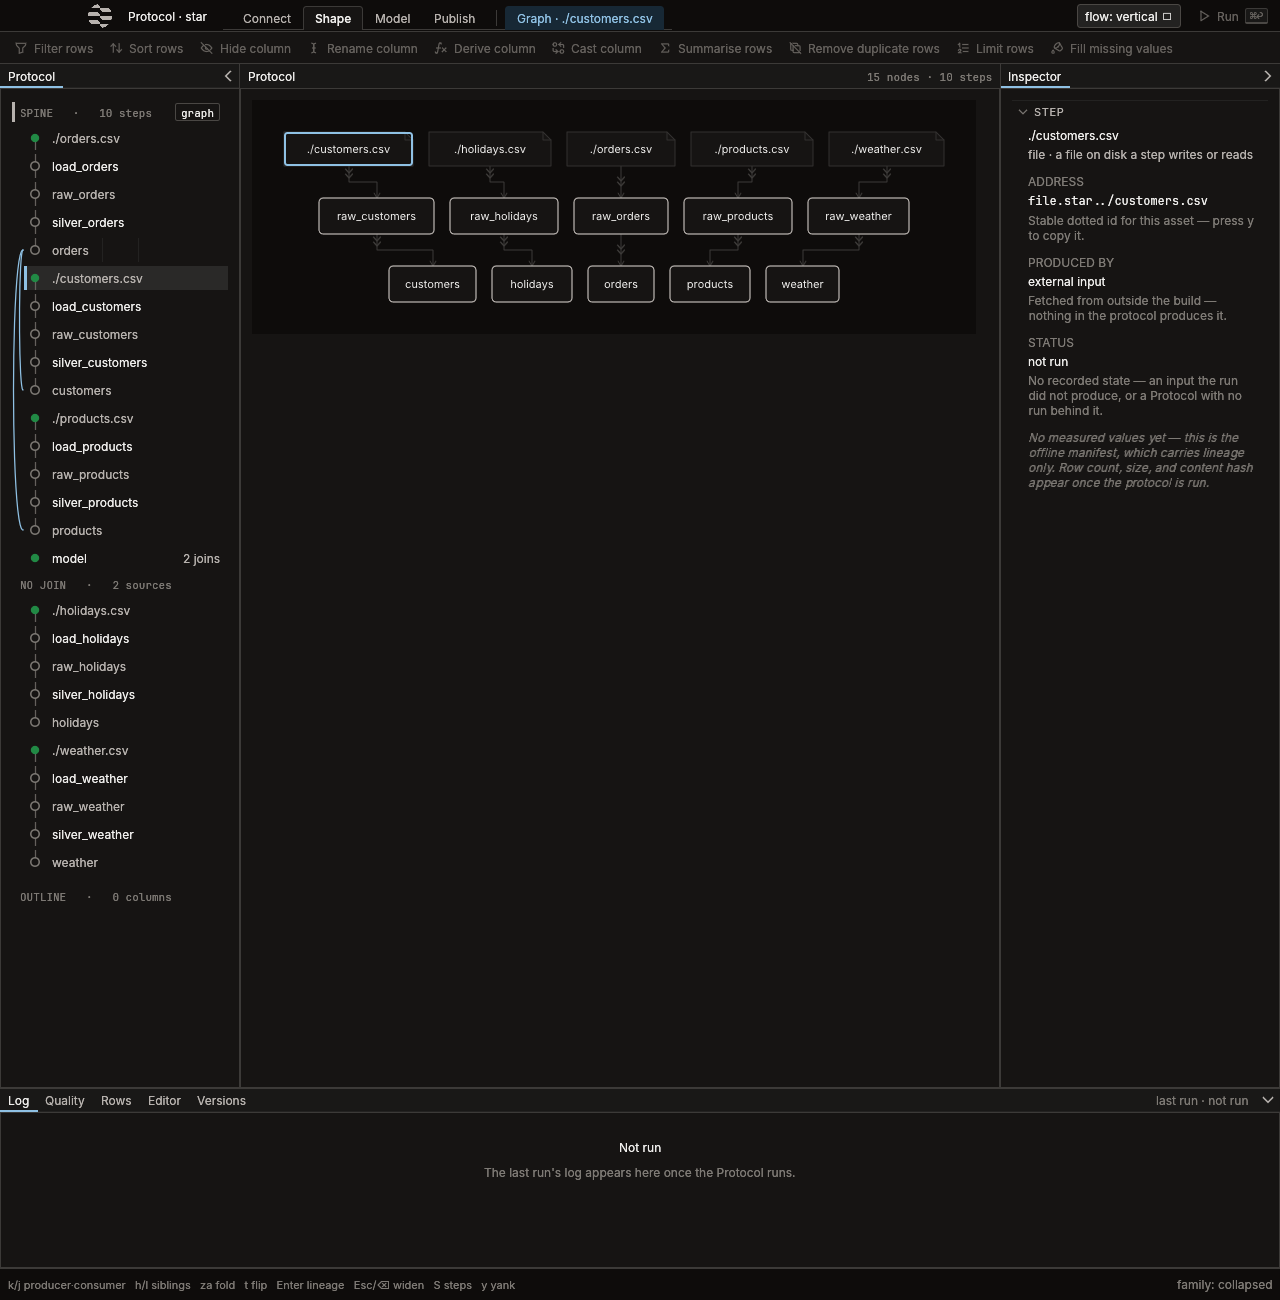 Protocol · star
Connect
Shape
Model
Publish
Graph · ./customers.csv
flow: vertical
Run
Filter rows
Sort rows
Hide column
Rename column
Derive column
Cast column
Summarise rows
Remove duplicate rows
Limit rows
Fill missing values
Protocol
Protocol
15 nodes · 10 steps
Inspector
SPINE · 10 steps
graph
./orders.csv
load_orders
raw_orders
silver_orders
orders
./customers.csv
load_customers
raw_customers
silver_customers
customers
./products.csv
load_products
raw_products
silver_products
products
model
2 joins
NO JOIN · 2 sources
./holidays.csv
load_holidays
raw_holidays
silver_holidays
holidays
./weather.csv
load_weather
raw_weather
silver_weather
weather
OUTLINE · 0 columns
./customers.csv
./holidays.csv
./orders.csv
./products.csv
./weather.csv
raw_customers
raw_holidays
raw_orders
raw_products
raw_weather
customers
holidays
orders
products
weather
STEP
./customers.csv
file · a file on disk a step writes or reads
ADDRESS
file.star../customers.csv
Stable dotted id for this asset — press y
to copy it.
PRODUCED BY
external input
Fetched from outside the build —
nothing in the protocol produces it.
STATUS
not run
No recorded state — an input the run
did not produce, or a Protocol with no
run behind it.
No measured values yet — this is the
offline manifest, which carries lineage
only. Row count, size, and content hash
appear once the protocol is run.
Log
Quality
Rows
Editor
Versions
last run · not run
Not run
The last run's log appears here once the Protocol runs.
k/j producer·consumer
h/l siblings
za fold
t flip
Enter lineage
Esc/⌫ widen
S steps
y yank
family: collapsed